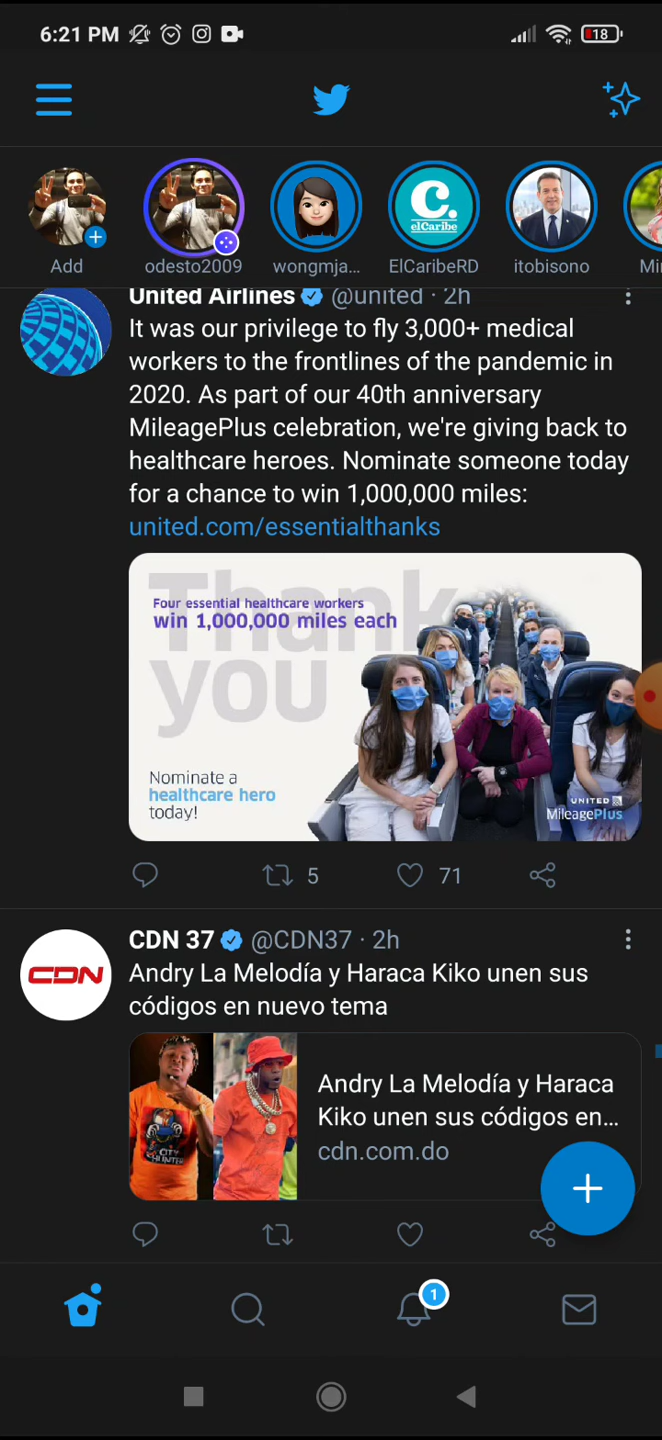 6:21 PM
18
Add
odesto2009
wongmja...
C.
elCaribe
ElCaribeRD
itobisono
United Airlines @united · 2h
It was our privilege to fly 3,000+ medical
workers to the frontlines of the pandemic in
2020. As part of our 40th anniversary
MileagePlus celebration, we're giving back to
healthcare heroes. Nominate someone today
for a chance to win 1,000,000 miles:
united.com/essentialthanks
Thank
you
Four essential healthcare workers
win 1,000,000 miles each
Nominate a
healthcare hero
today!
UNITED
MileagePlus
5
71
CDN 37 @CDN37 · 2h
CDN
Andry La Melodía y Haraca Kiko unen sus
códigos en nuevo tema
CITY
HUNTER
Andry La Melodía y Haraca
Kiko unen sus códigos en...
cdn.com.do
1